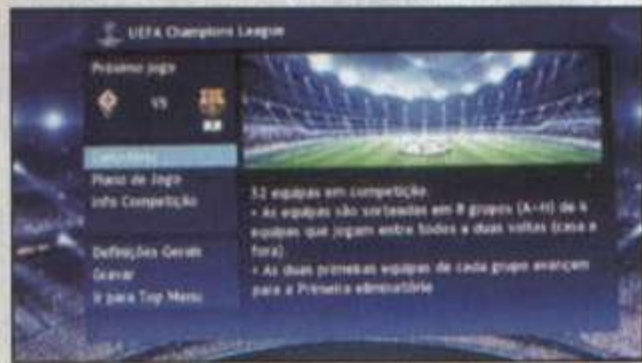 UEFA Champions League
Próximo jogo
VS
Calendário
Plano de Jogo
Info Competição
Definições Gerais
Gravar
Ir para Top Menu
32 equipas em competição
• As equipas são sorteadas em 8 grupos (A-H) de 4
equipas que jogam entre todos a duas voltas (casa e
fora)
• As duas primeiras equipas de cada grupo avançam
para a Primeira eliminatória